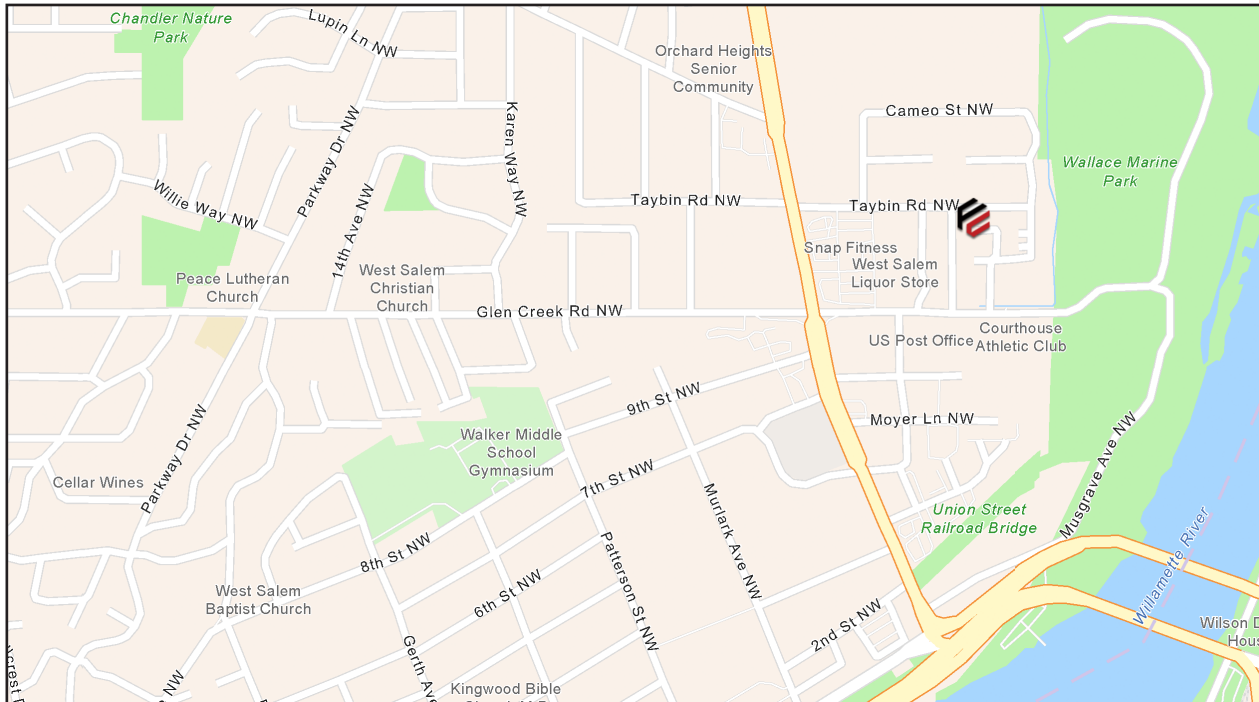 Chandler Nature
Park
Lupin Ln NW
Orchard Heights
Senior
Community
Cameo St NW
Karen Way NW
Parkway Dr NW
Wallace Marine
Park
Willie Way NW
14th Ave NW
Taybin Rd NW
Taybin Rd NW
Snap Fitness
West Salem
Liquor Store
Peace Lutheran
Church
West Salem
Christian
Church
Glen Creek Rd NW
US Post Office
Courthouse
Athletic Club
9th St NW
Moyer Ln NW
Walker Middle
School
Gymnasium
Parkway Dr NW
Cellar Wines
7th St NW
Murlark Ave NW
Musgrave Ave NW
Union Street
Railroad Bridge
Willamette River
8th St NW
Patterson St NW
6th St NW
West Salem
Baptist Church
2nd St NW
Wilson D
Hous
Gerth Ave
NW
Kingwood Bible